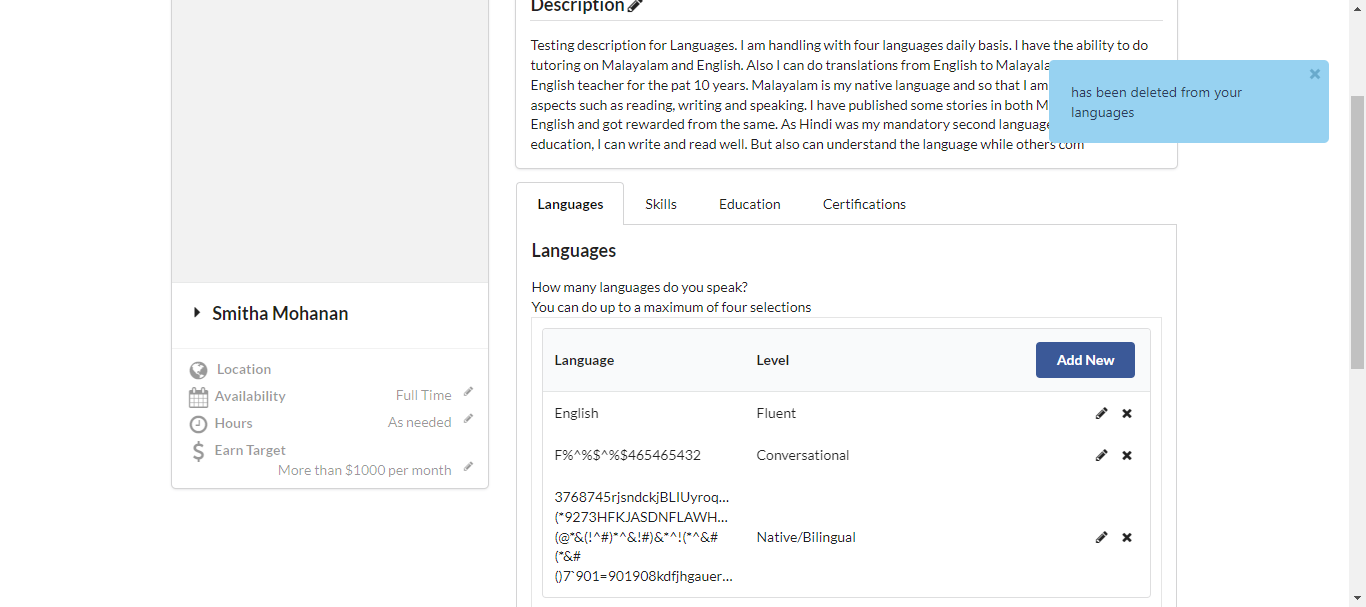 Description
Testing description for Languages. I am handling with four languages daily basis. I have the ability to do
tutoring on Malayalam and English. Also I can do translations from English to Malayala
English teacher for the pat 10 years. Malayalam is my native language and so that I am
aspects such as reading, writing and speaking. I have published some stories in both M
English and got rewarded from the same. As Hindi was my mandatory second language
education, I can write and read well. But also can understand the language while others com
has been deleted from your
languages
Languages
Skills
Education
Certifications
Languages
How many languages do you speak?
You can do up to a maximum of four selections
Language
Level
Add New
English
Fluent
F%^%$^%$465465432
Conversational
3768745rjsndckjBLIUyroq...
(*9273HFKJASDNFLAWH...
(@*&(!^#)*^&!#)&*^!(*^&#
(*&#
()7`901=901908kdfjhgauer...
Native/Bilingual
Smitha Mohanan
Location
Availability
Full Time
Hours
As needed
Earn Target
More than $1000 per month